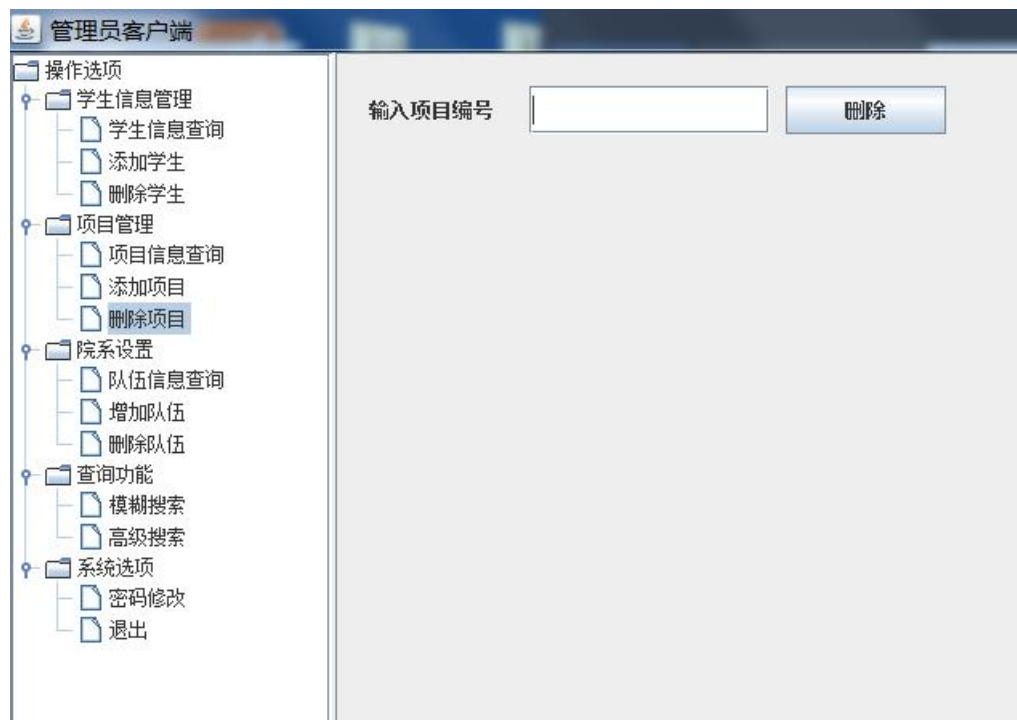 管理员客户端
操作选项
学生信息管理
学生信息查询
添加学生
删除学生
项目管理
项目信息查询
添加项目
删除项目
院系设置
队伍信息查询
增加队伍
删除队伍
查询功能
模糊搜索
高级搜索
系统选项
密码修改
退出
输入项目编号
删除